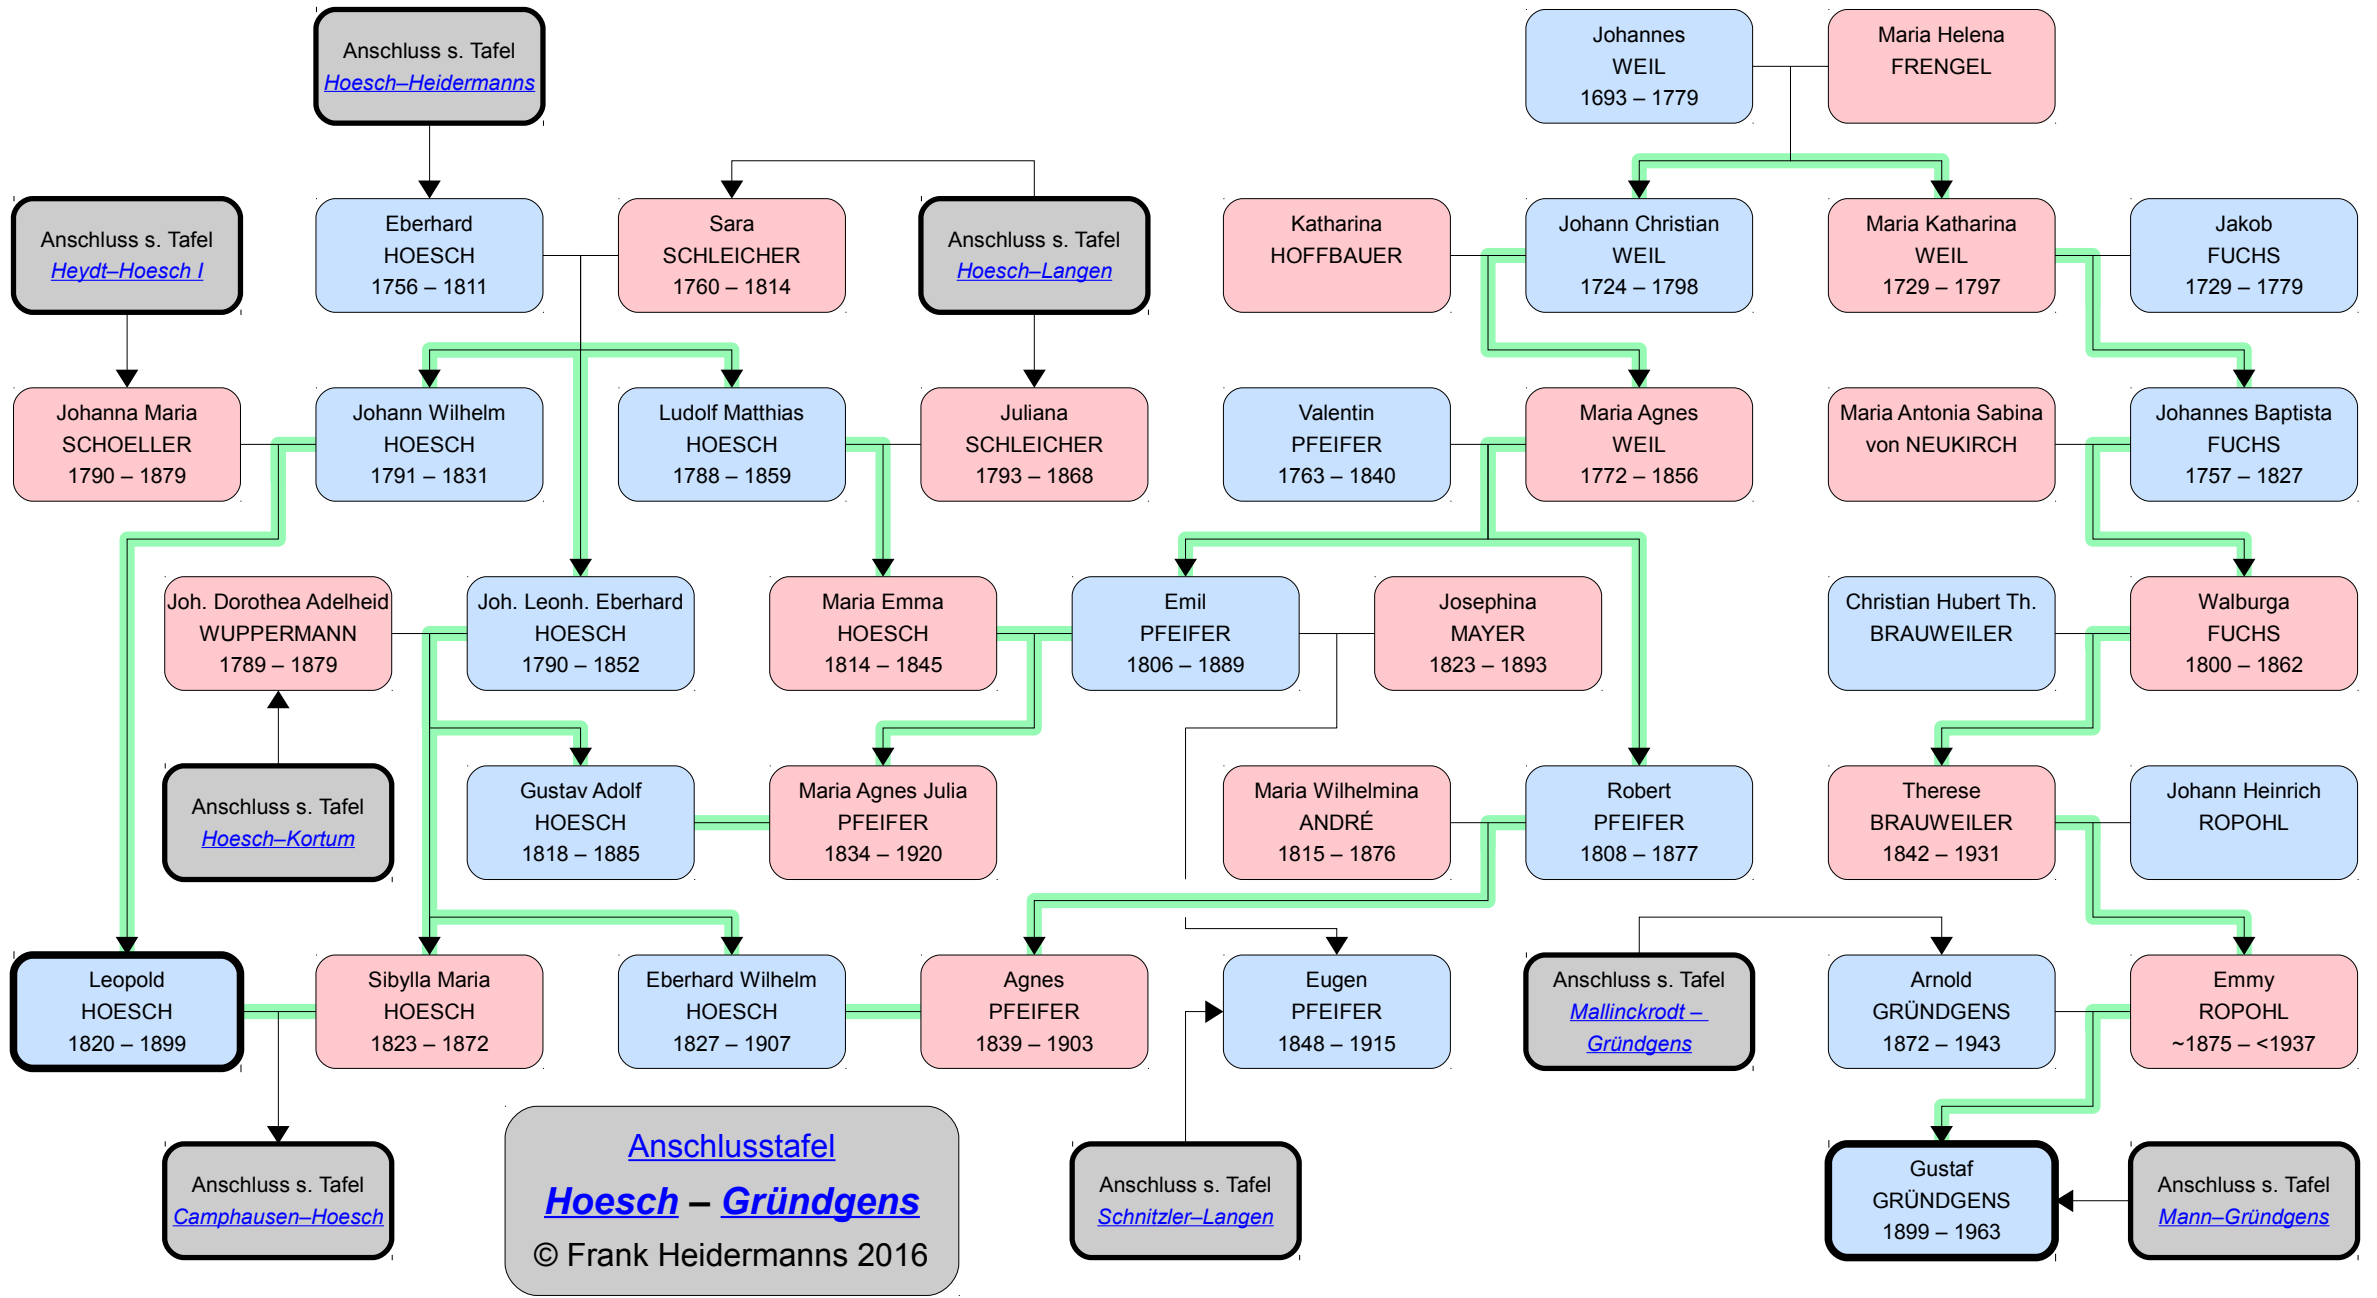 Anschluss s. Tafel
Hoesch–Heidermanns
Johannes
WEIL
1693 – 1779
Maria Helena
FRENGEL
Anschluss s. Tafel
Heydt–Hoesch I
Eberhard
HOESCH
1756 – 1811
Sara
SCHLEICHER
1760 – 1814
Anschluss s. Tafel
Hoesch–Langen
Katharina
HOFFBAUER
Johann Christian
WEIL
1724 – 1798
Maria Katharina
WEIL
1729 – 1797
Jakob
FUCHS
1729 – 1779
Johanna Maria
SCHOELLER
1790 – 1879
Johann Wilhelm
HOESCH
1791 – 1831
Ludolf Matthias
HOESCH
1788 – 1859
Juliana
SCHLEICHER
1793 – 1868
Valentin
PFEIFER
1763 – 1840
Maria Agnes
WEIL
1772 – 1856
Maria Antonia Sabina
von NEUKIRCH
Johannes Baptista
FUCHS
1757 – 1827
Joh. Dorothea Adelheid
WUPPERMANN
1789 – 1879
Joh. Leonh. Eberhard
HOESCH
1790 – 1852
Maria Emma
HOESCH
1814 – 1845
Emil
PFEIFER
1806 – 1889
Josephina
MAYER
1823 – 1893
Christian Hubert Th.
BRAUWEILER
Walburga
FUCHS
1800 – 1862
Anschluss s. Tafel
Hoesch–Kortum
Gustav Adolf
HOESCH
1818 – 1885
Maria Agnes Julia
PFEIFER
1834 – 1920
Maria Wilhelmina
ANDRÉ
1815 – 1876
Robert
PFEIFER
1808 – 1877
Therese
BRAUWEILER
1842 – 1931
Johann Heinrich
ROPOHL
Leopold
HOESCH
1820 – 1899
Sibylla Maria
HOESCH
1823 – 1872
Eberhard Wilhelm
HOESCH
1827 – 1907
Agnes
PFEIFER
1839 – 1903
Eugen
PFEIFER
1848 – 1915
Anschluss s. Tafel
Mallinckrodt –
Gründgens
Arnold
GRÜNDGENS
1872 – 1943
Emmy
ROPOHL
~1875 – <1937
Anschluss s. Tafel
Camphausen–Hoesch
Anschlusstafel
Hoesch – Gründgens
© Frank Heidermanns 2016
Anschluss s. Tafel
Schnitzler–Langen
Gustaf
GRÜNDGENS
1899 – 1963
Anschluss s. Tafel
Mann–Gründgens